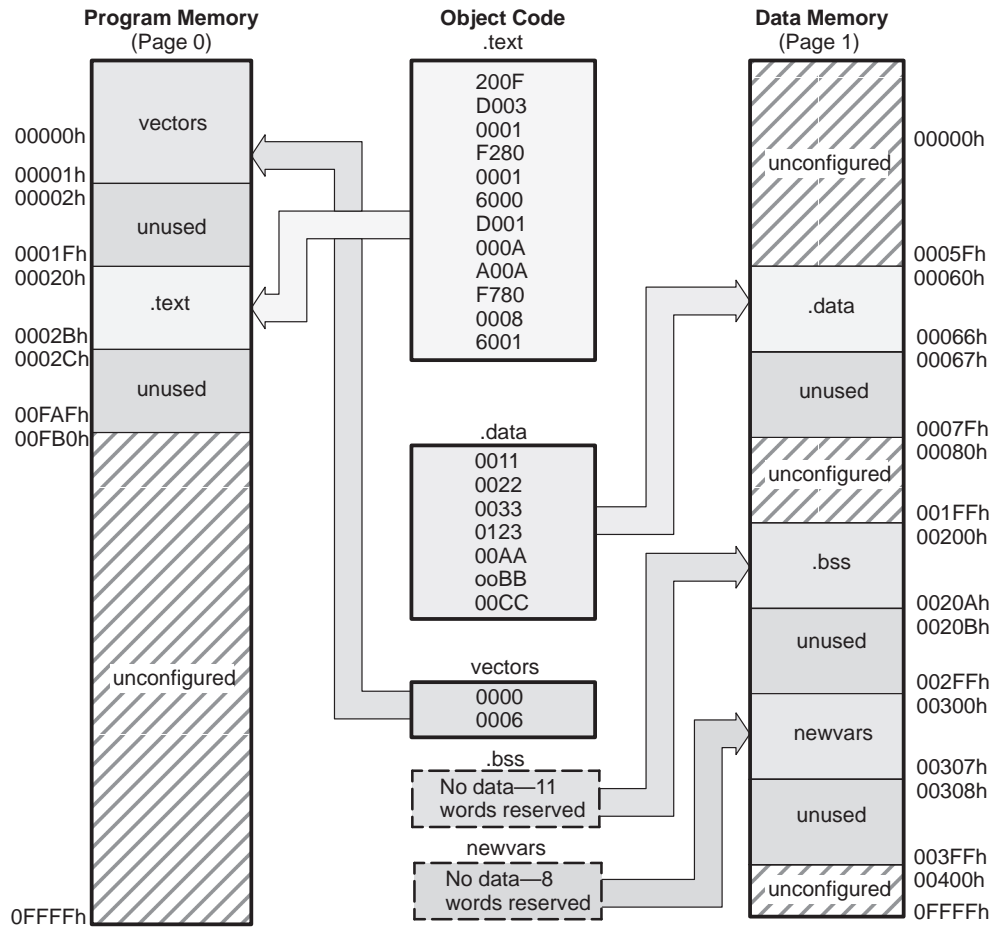 Program Memory
(Page 0)
00000h
vectors
00001h
00002h
unused
0001Fh
00020h
.text
0002Bh
0002Ch
unused
00FAFh
00FB0h
unconfigured
0FFFFh
Object Code
.text
200F
D003
0001
F280
0001
6000
D001
000A
A00A
F780
0008
6001
.data
0011
0022
0033
0123
00AA
ooBB
00CC
vectors
0000
0006
.bss
No data—11
words reserved
newvars
No data—8
words reserved
Data Memory
(Page 1)
00000h
unconfigured
0005Fh
00060h
.data
00066h
00067h
unused
0007Fh
00080h
unconfigured
001FFh
00200h
.bss
0020Ah
0020Bh
unused
002FFh
00300h
newvars
00307h
00308h
unused
003FFh
00400h
unconfigured
0FFFFh